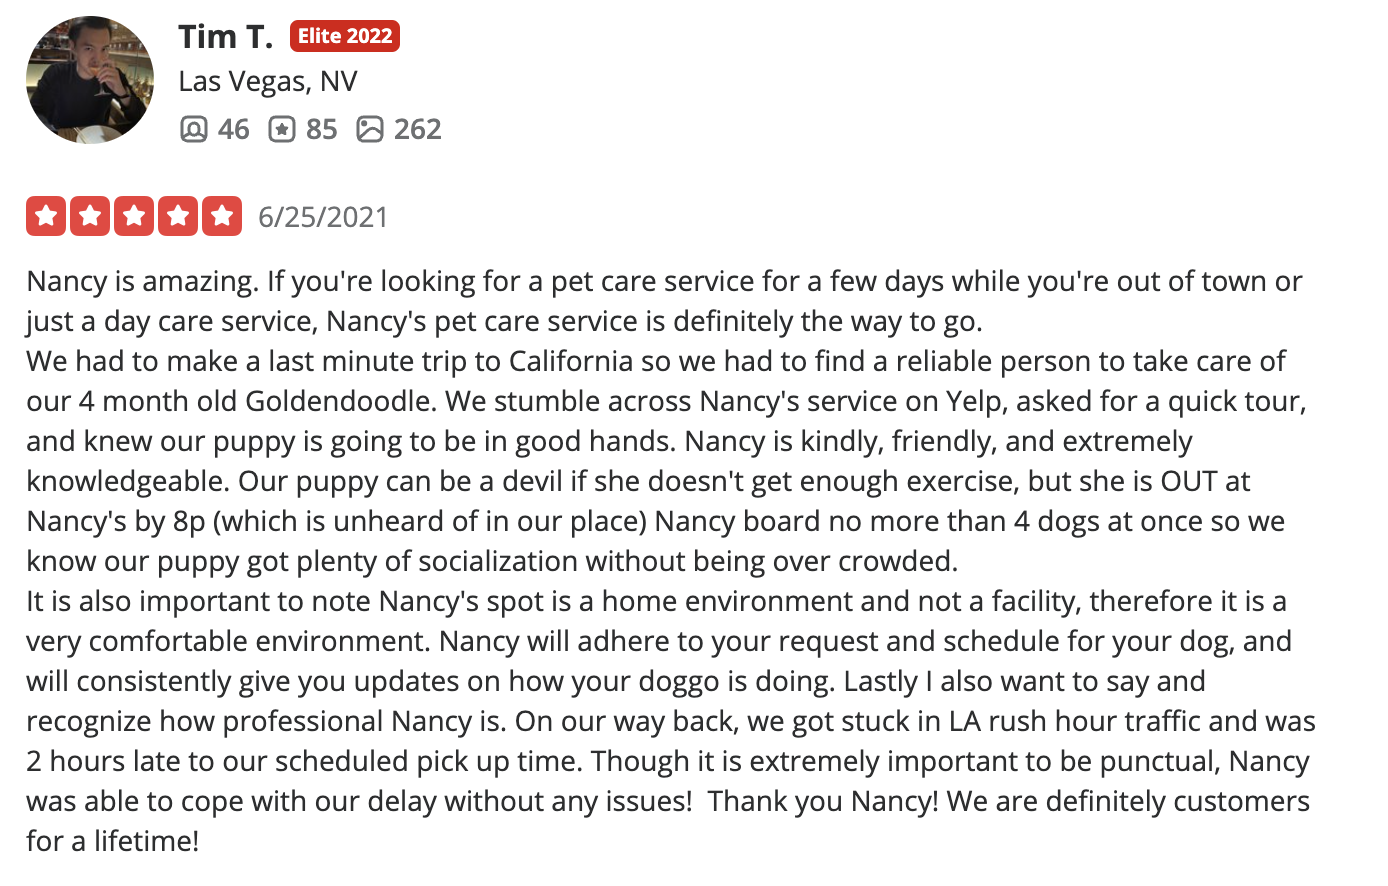 Tim T. Elite 2022
Las Vegas, NV
46 85 262
6/25/2021
Nancy is amazing. If you're looking for a pet care service for a few days while you're out of town or
just a day care service, Nancy's pet care service is definitely the way to go.
We had to make a last minute trip to California so we had to find a reliable person to take care of
our 4 month old Goldendoodle. We stumble across Nancy's service on Yelp, asked for a quick tour,
and knew our puppy is going to be in good hands. Nancy is kindly, friendly, and extremely
knowledgeable. Our puppy can be a devil if she doesn't get enough exercise, but she is OUT at
Nancy's by 8p (which is unheard of in our place) Nancy board no more than 4 dogs at once so we
know our puppy got plenty of socialization without being over crowded.
It is also important to note Nancy's spot is a home environment and not a facility, therefore it is a
very comfortable environment. Nancy will adhere to your request and schedule for your dog, and
will consistently give you updates on how your doggo is doing. Lastly I also want to say and
recognize how professional Nancy is. On our way back, we got stuck in LA rush hour traffic and was
2 hours late to our scheduled pick up time. Though it is extremely important to be punctual, Nancy
was able to cope with our delay without any issues!  Thank you Nancy! We are definitely customers
for a lifetime!